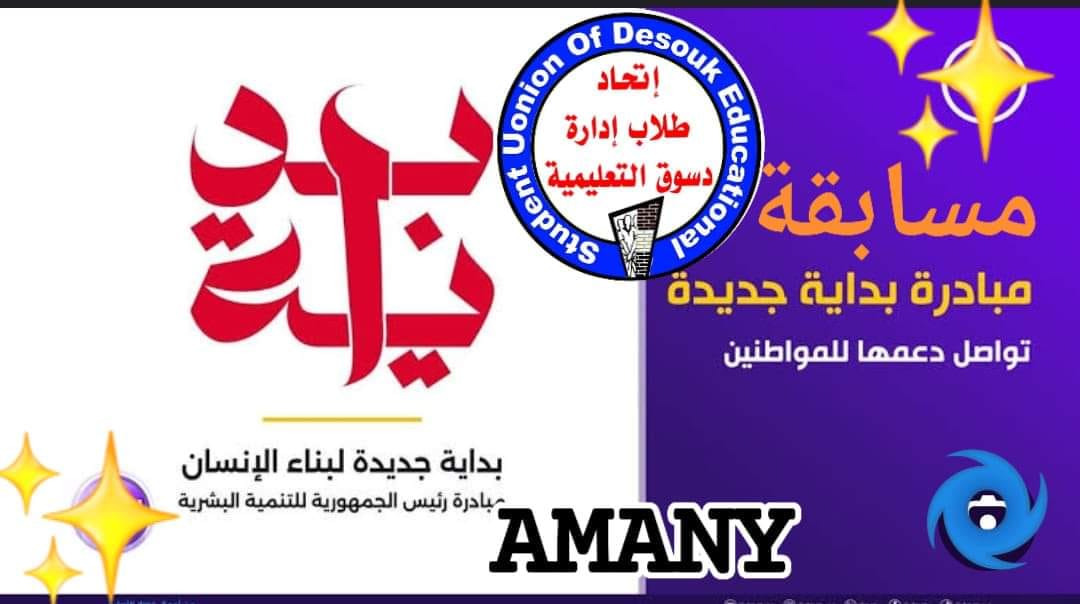 بداية
Student Uonion Of Desouk Educational
إتحاد
طلاب إدارة
دسوق التعليمية
مسابقة
مبادرة بداية جديدة
تواصل دعمها للمواطنين
بداية جديدة لبناء الإنسان
مبادرة رئيس الجمهورية للتنمية البشرية
AMANY